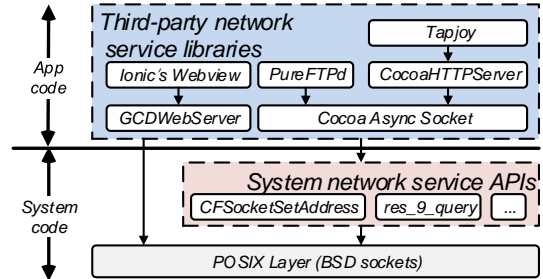 Third-party network
service libraries
Tapjoy
Ionic's Webview
PureFTPd
CocoaHTTPServer
GCDWebServer
Cocoa Async Socket
App
code
System
code
System network service APIs
CFSocketSetAddress
res_9_query
...
POSIX Layer (BSD sockets)